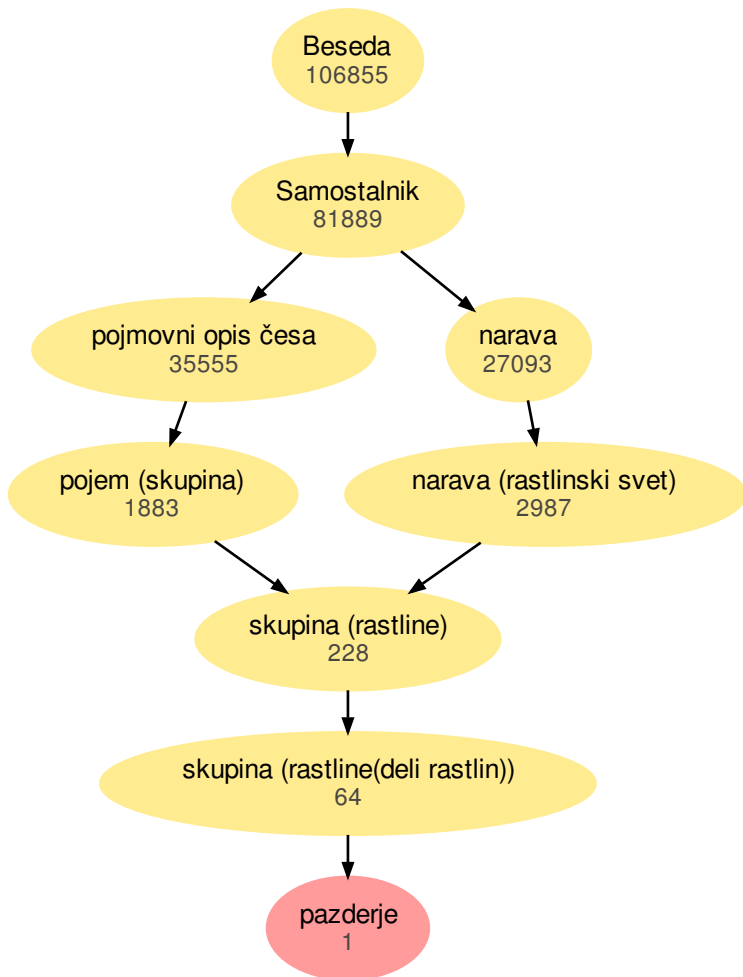 Beseda
106855
Samostalnik
81889
pojmovni opis česa
35555
narava
27093
pojem (skupina)
1883
narava (rastlinski svet)
2987
skupina (rastline)
228
skupina (rastline(deli rastlin))
64
pazderje
1